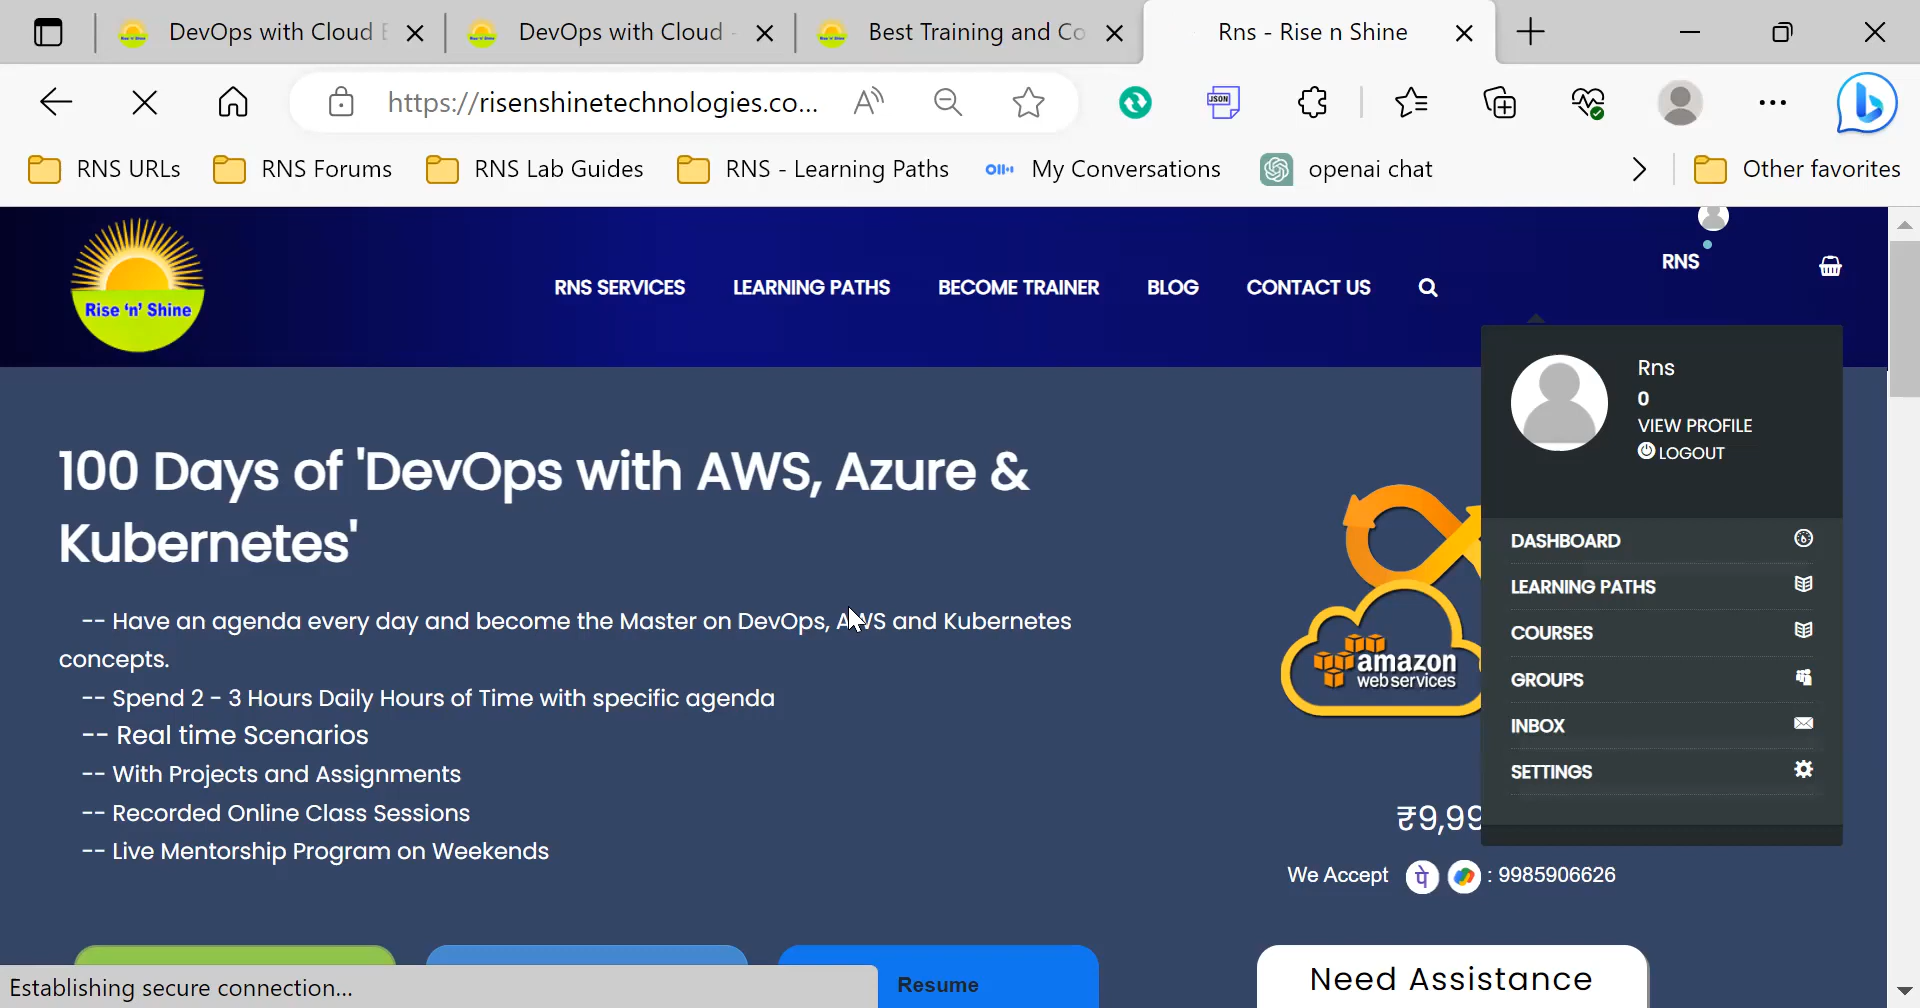 DevOps with Cloud
DevOps with Cloud
Best Training and Co
Rns - Rise n Shine
https://risenshinetechnologies.co...
JSON
RNS URLs
RNS Forums
RNS Lab Guides
RNS - Learning Paths
My Conversations
openai chat
Other favorites
Rise 'n' Shine
RNS SERVICES
LEARNING PATHS
BECOME TRAINER
BLOG
CONTACT US
RNS
Rns
0
VIEW PROFILE
LOGOUT
DASHBOARD
LEARNING PATHS
COURSES
GROUPS
INBOX
SETTINGS
100 Days of 'DevOps with AWS, Azure &
Kubernetes'
-- Have an agenda every day and become the Master on DevOps, AWS and Kubernetes
concepts.
-- Spend 2 - 3 Hours Daily Hours of Time with specific agenda
-- Real time Scenarios
-- With Projects and Assignments
-- Recorded Online Class Sessions
-- Live Mentorship Program on Weekends
amazon
web services
₹9,99
We Accept पे : 9985906626
Resume
Need Assistance
Establishing secure connection...